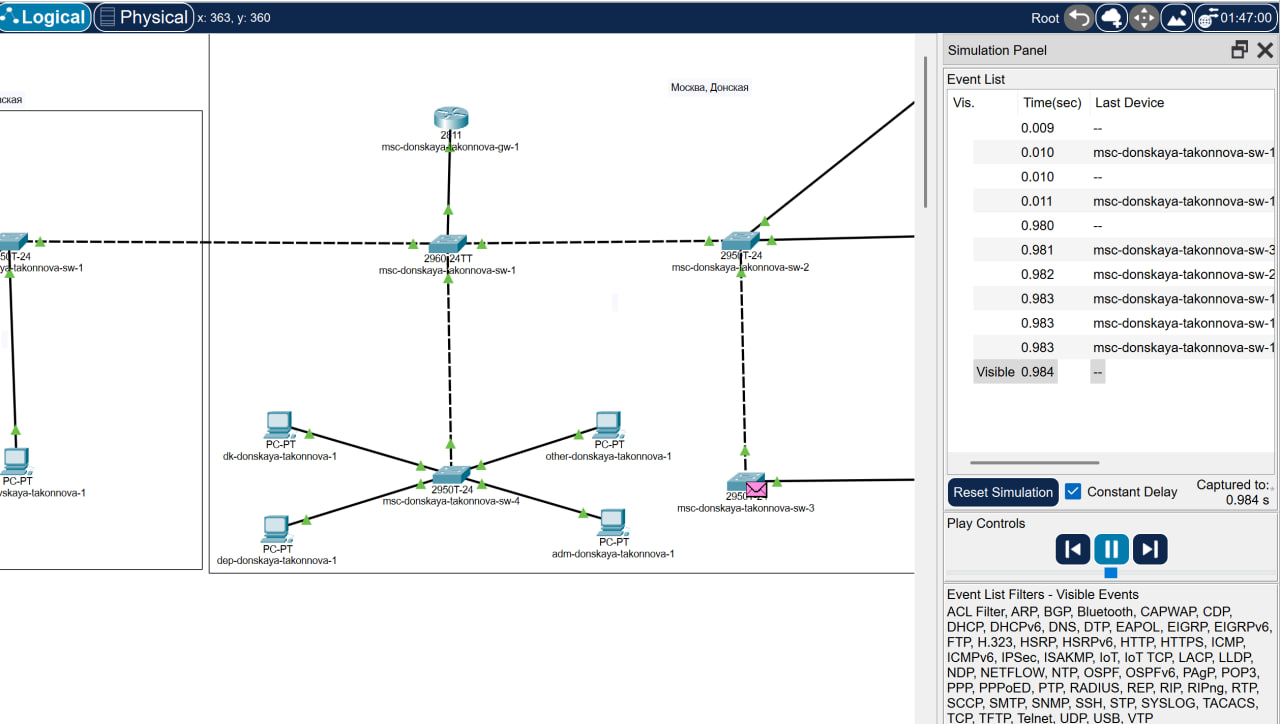 Logical
Physical
x: 363, y: 360
Root
01:47:00
Simulation Panel
Event List
Vis. Time(sec) Last Device
0.009 --
0.010 msc-donskaya-takonnova-sw-1
0.010 --
0.011 msc-donskaya-takonnova-sw-1
0.980 --
0.981 msc-donskaya-takonnova-sw-3
0.982 msc-donskaya-takonnova-sw-2
0.983 msc-donskaya-takonnova-sw-1
0.983 msc-donskaya-takonnova-sw-1
0.983 msc-donskaya-takonnova-sw-1
Visible 0.984 --
Reset Simulation
Constant Delay
Captured to:
0.984 s
Play Controls
Event List Filters - Visible Events
ACL Filter, ARP, BGP, Bluetooth, CAPWAP, CDP,
DHCP, DHCPv6, DNS, DTP, EAPOL, EIGRP, EIGRPv6,
FTP, H.323, HSRP, HSRPv6, HTTP, HTTPS, ICMP,
ICMPv6, IPSec, ISAKMP, IoT, IoT TCP, LACP, LLDP,
NDP, NETFLOW, NTP, OSPF, OSPFv6, PAgP, POP3,
PPP, PPPoED, PTP, RADIUS, REP, RIP, RIPng, RTP,
SCCP, SMTP, SNMP, SSH, STP, SYSLOG, TACACS,
TCP, TFTP, Telnet, UDP, USB, VTP
нская
Москва, Донская
2811
msc-donskaya-takonnova-gw-1
50T-24
ya-takonnova-sw-1
2960-24TT
msc-donskaya-takonnova-sw-1
2950T-24
msc-donskaya-takonnova-sw-2
PC-PT
dk-donskaya-takonnova-1
PC-PT
other-donskaya-takonnova-1
PC-PT
vskaya-takonnova-1
2950T-24
msc-donskaya-takonnova-sw-4
2950T-24
msc-donskaya-takonnova-sw-3
PC-PT
dep-donskaya-takonnova-1
PC-PT
adm-donskaya-takonnova-1